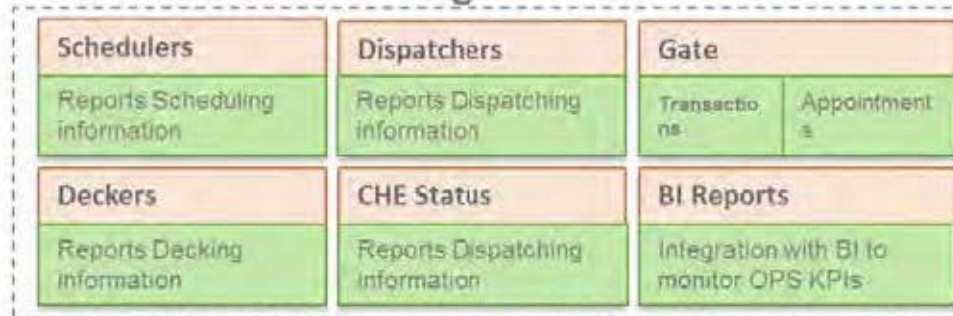 Schedulers
Reports Scheduling
information
Dispatchers
Reports Dispatching
information
Gate
Transactio
ns
Appointment
s
Deckers
Reports Decking
information
CHE Status
Reports Dispatching
information
BI Reports
Integration with BI to
monitor OPS KPIs